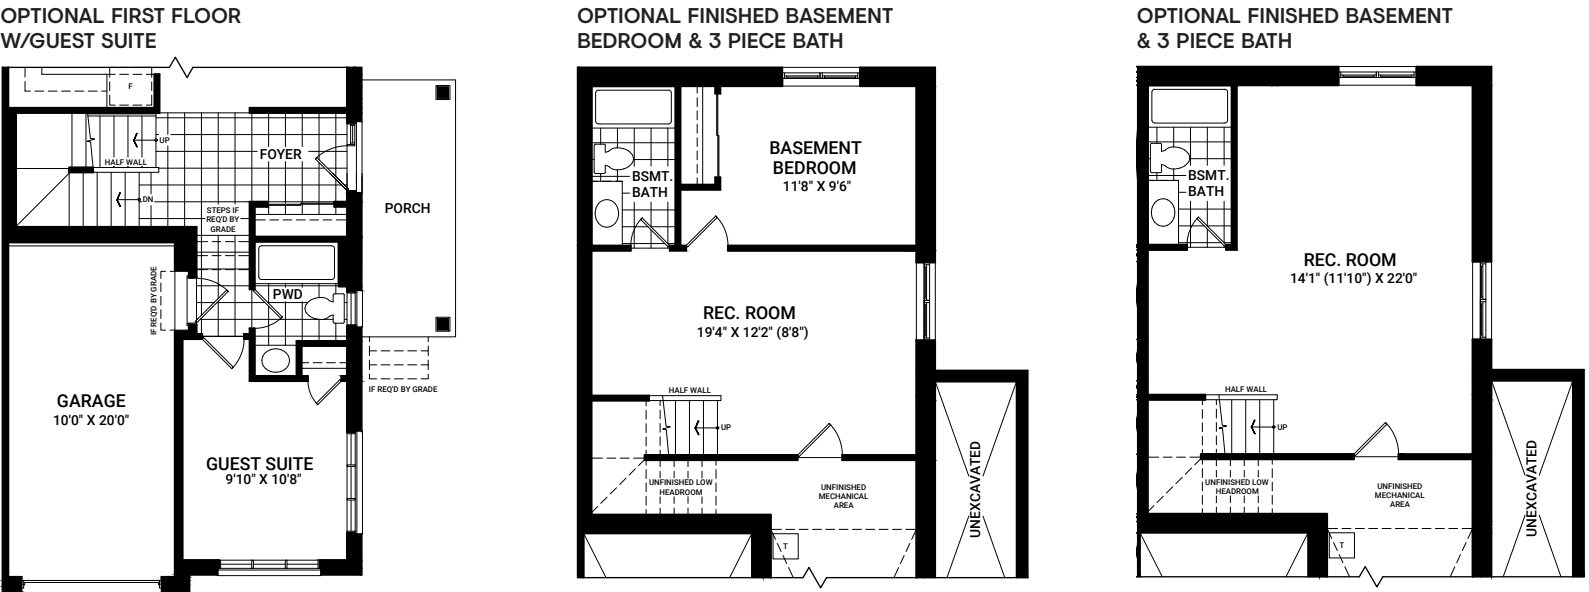 OPTIONAL FIRST FLOOR
W/GUEST SUITE
F
UP
HALF WALL
FOYER
DN
STEPS IF
REQ'D BY
GRADE
PORCH
IF REQ'D BY GRADE
PWD
IF REQ'D BY GRADE
GARAGE
10'0" X 20'0"
GUEST SUITE
9'10" X 10'8"
OPTIONAL FINISHED BASEMENT
BEDROOM & 3 PIECE BATH
BASEMENT
BEDROOM
11'8" X 9'6"
BSMT.
BATH
REC. ROOM
19'4" X 12'2" (8'8")
HALF WALL
UP
UNFINISHED LOW
HEADROOM
UNFINISHED
MECHANICAL
AREA
UNEXCAVATED
T
OPTIONAL FINISHED BASEMENT
& 3 PIECE BATH
BSMT.
BATH
REC. ROOM
14'1" (11'10") X 22'0"
HALF WALL
UP
UNFINISHED LOW
HEADROOM
UNFINISHED
MECHANICAL
AREA
UNEXCAVATED
T